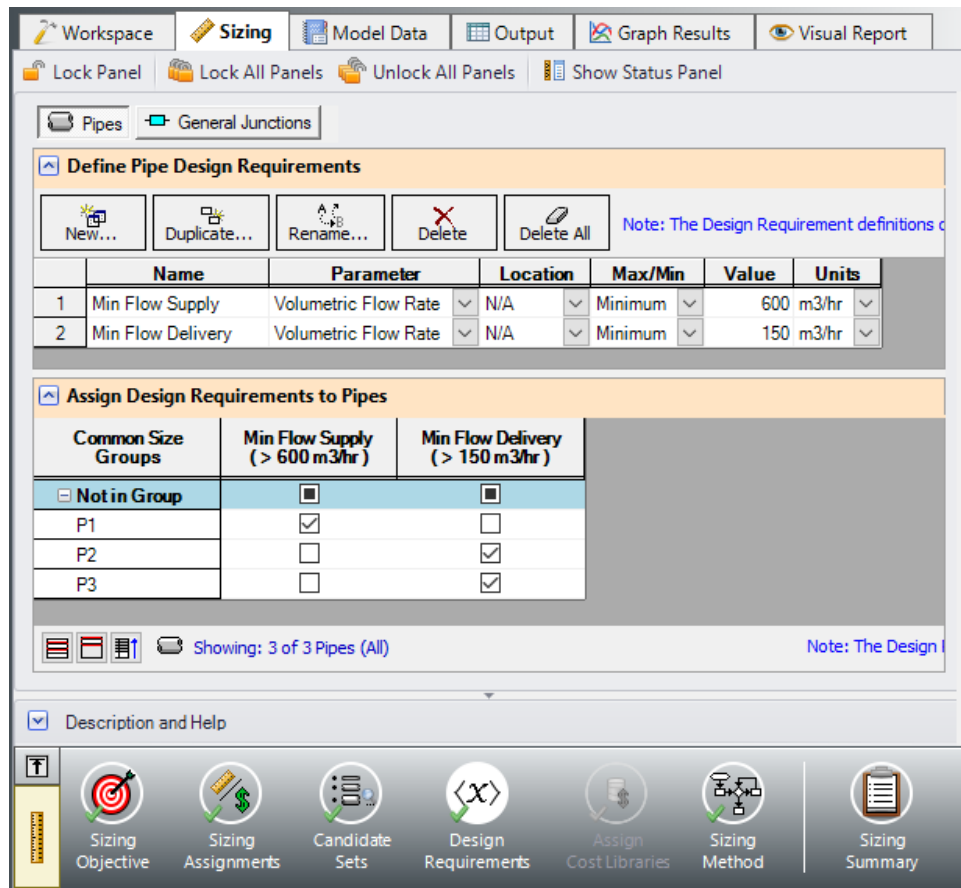 Workspace Sizing Model Data Output Graph Results Visual Report
Lock Panel Lock All Panels Unlock All Panels Show Status Panel
Pipes General Junctions
Define Pipe Design Requirements
New... Duplicate... Rename... Delete Delete All Note: The Design Requirement definitions
Name Parameter Location Max/Min Value Units
1 Min Flow Supply Volumetric Flow Rate N/A Minimum 600 m3/hr
2 Min Flow Delivery Volumetric Flow Rate N/A Minimum 150 m3/hr
Assign Design Requirements to Pipes
Common Size Min Flow Supply Min Flow Delivery
Groups ( > 600 m3/hr ) ( > 150 m3/hr )
Not in Group
P1
P2
P3
Showing: 3 of 3 Pipes (All) Note: The Design
Description and Help
Sizing Sizing Candidate Design Assign Sizing Sizing
Objective Assignments Sets Requirements Cost Libraries Method Summary